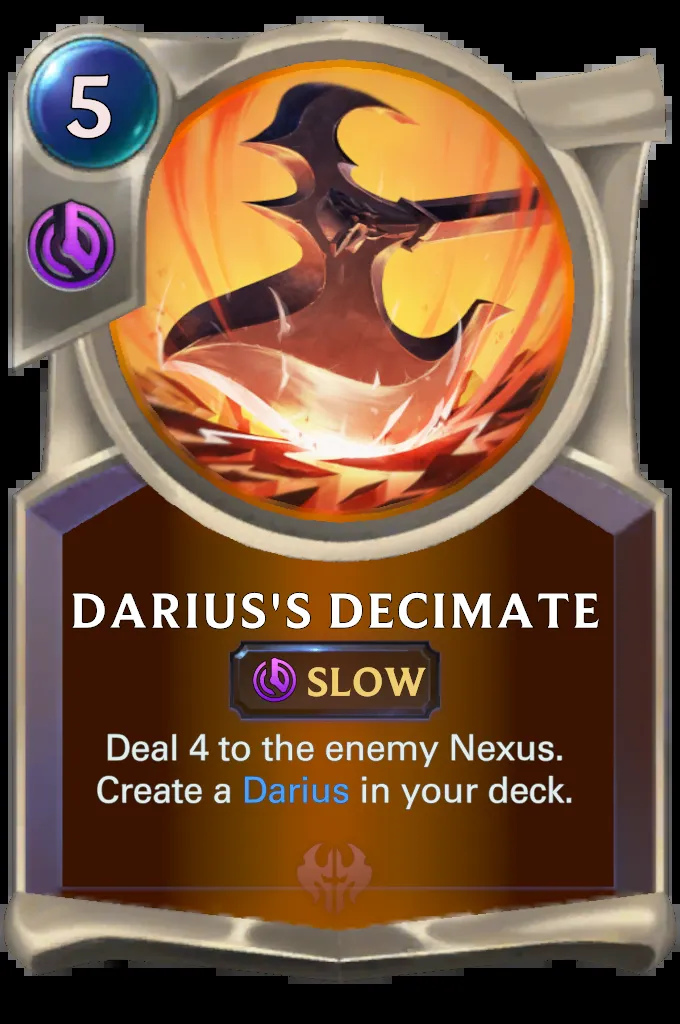 5
DARIUS'S DECIMATE
SLOW
Deal 4 to the enemy Nexus.
Create a Darius in your deck.